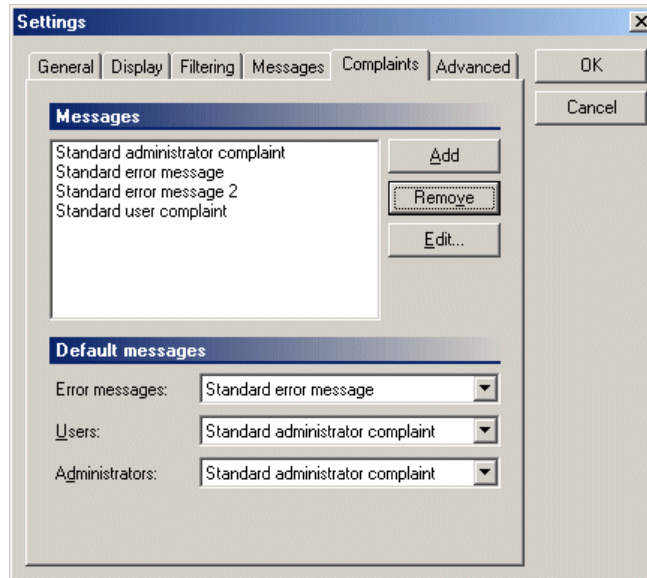 Settings
General Display Filtering Messages Complaints Advanced
OK
Cancel
Messages
Standard administrator complaint
Standard error message
Standard error message 2
Standard user complaint
Add
Remove
Edit...
Default messages
Error messages: Standard error message
Users: Standard administrator complaint
Administrators: Standard administrator complaint